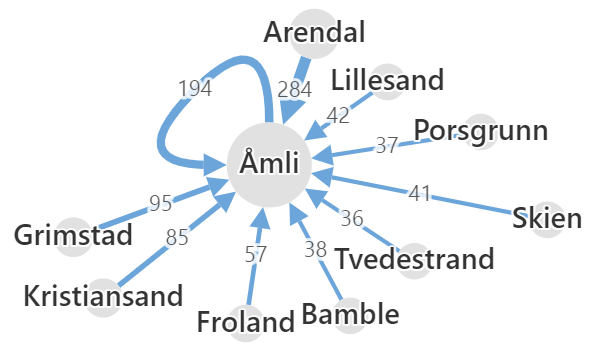 Arendal
194
284
Lillesand
42
Porsgrunn
37
Åmli
41
95
Skien
36
Grimstad
85
57
38
Tvedestrand
Kristiansand
Froland
Bamble